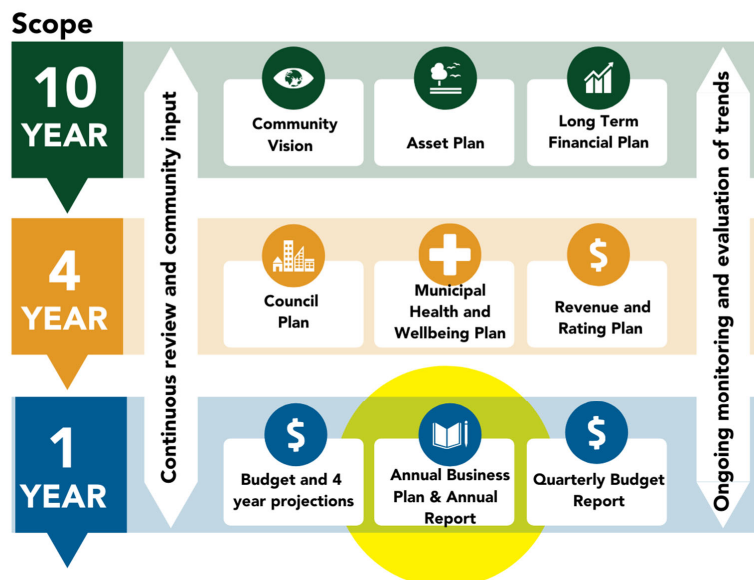 Scope
10
YEAR
Continuous review and community input
Community
Vision
Asset Plan
Long Term
Financial Plan
Ongoing monitoring and evaluation of trends
4
YEAR
Council
Plan
Municipal
Health and
Wellbeing Plan
$
Revenue and
Rating Plan
1
YEAR
$
Budget and 4
year projections
Annual Business
Plan & Annual
Report
$
Quarterly Budget
Report